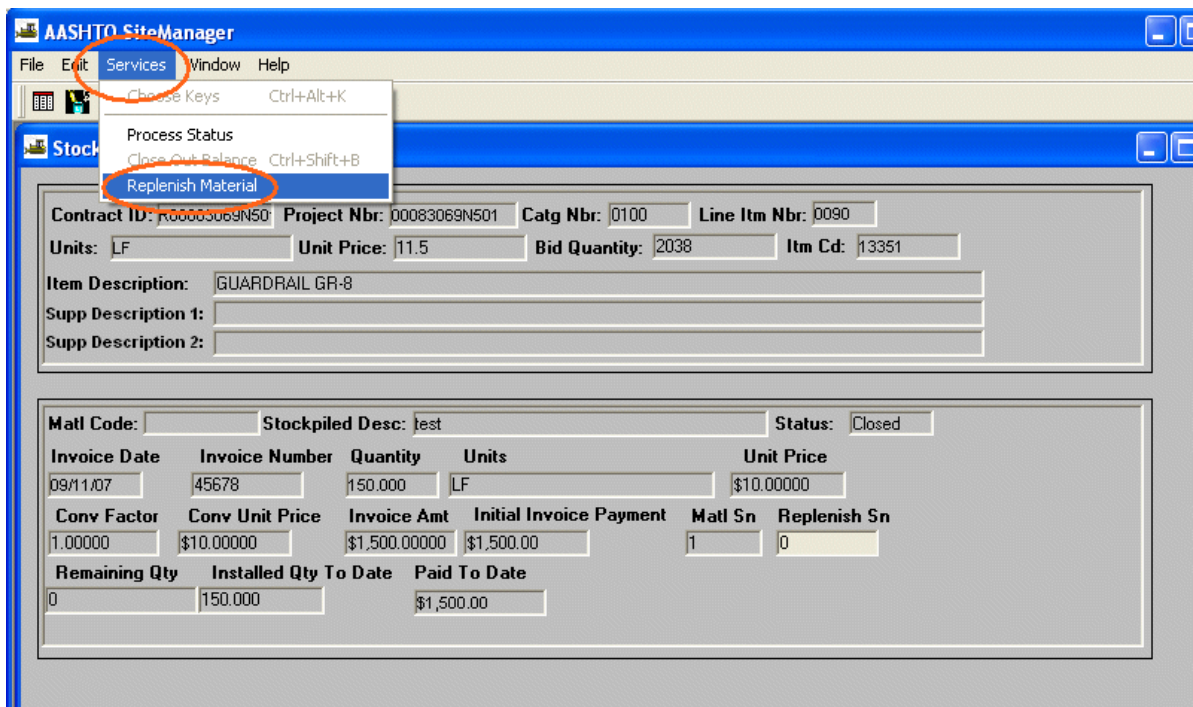 AASHTO SiteManager
File Edit Services Window Help
Choose Keys Ctrl+Alt+K
Process Status
Close Out Balance Ctrl+Shift+B
Replenish Material
Stock
Contract ID: R00083069N501 Project Nbr: 00083069N501 Catg Nbr: 0100 Line Itm Nbr: 0090
Units: LF Unit Price: 11.5 Bid Quantity: 2038 Itm Cd: 13351
Item Description: GUARDRAIL GR-8
Supp Description 1:
Supp Description 2:
Matl Code: Stockpiled Desc: test Status: Closed
Invoice Date Invoice Number Quantity Units Unit Price
09/11/07 45678 150.000 LF $10.00000
Conv Factor Conv Unit Price Invoice Amt Initial Invoice Payment Matl Sn Replenish Sn
1.00000 $10.00000 $1,500.00000 $1,500.00 1 0
Remaining Qty Installed Qty To Date Paid To Date
0 150.000 $1,500.00